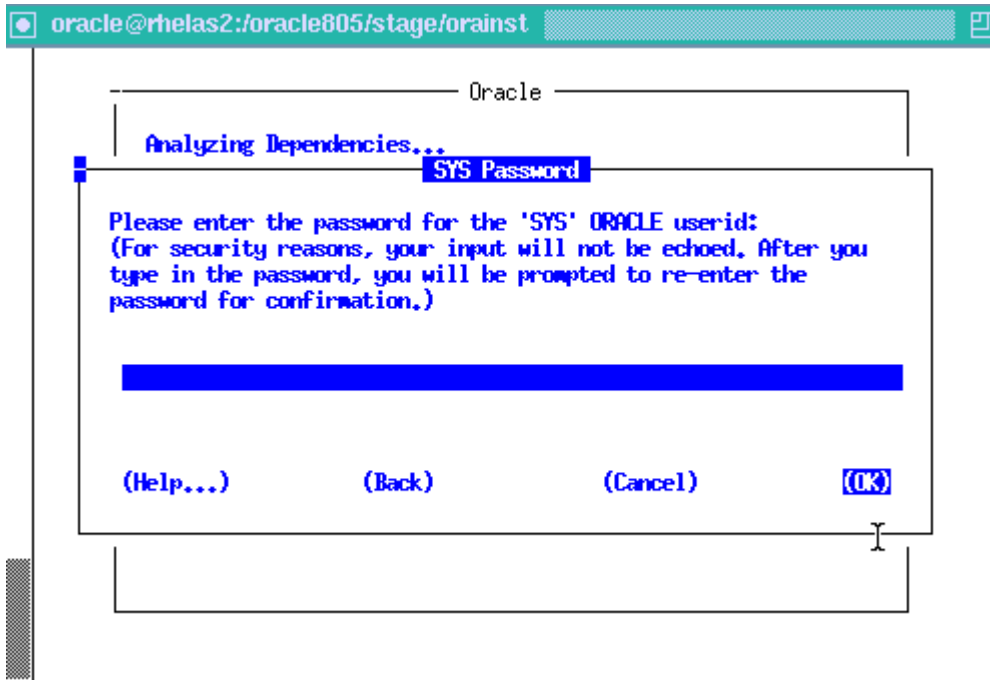 oracle@rhelas2:/oracle805/stage/orainst
Oracle
Analyzing Dependencies...
SYS Password
Please enter the password for the 'SYS' ORACLE userid:
(For security reasons, your input will not be echoed. After you
type in the password, you will be prompted to re-enter the
password for confirmation.)
(Help...) (Back) (Cancel) (OK)